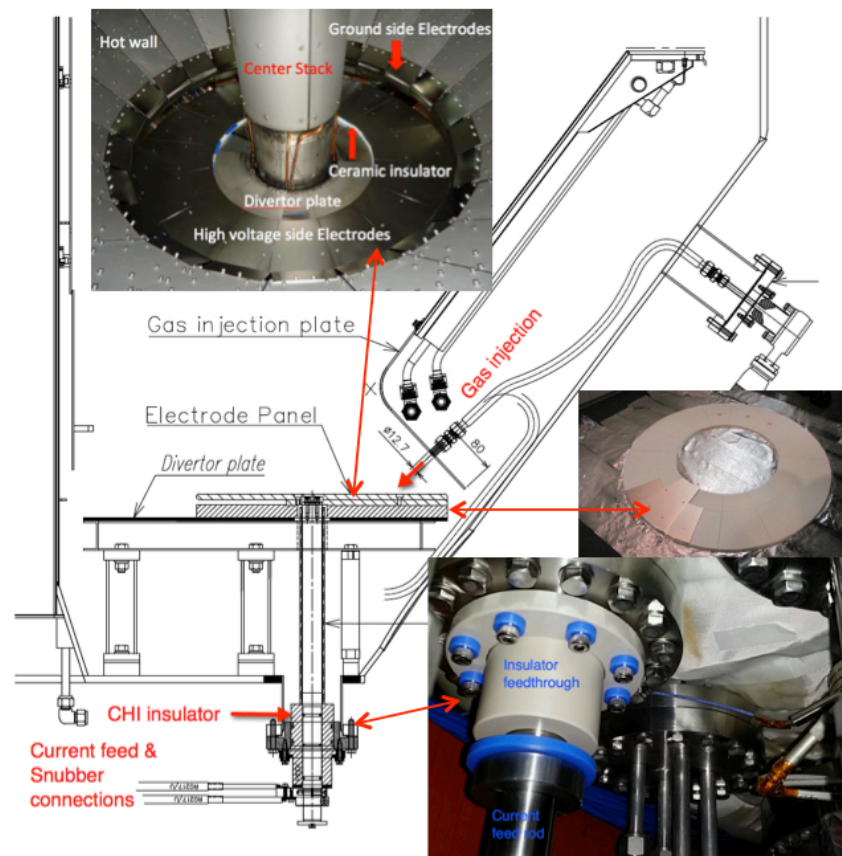 Hot wall
Ground side Electrodes
Center Stack
Ceramic insulator
Divertor plate
High voltage side Electrodes
Gas injection plate
Gas injection
Electrode Panel
ø12.7
80
Divertor plate
Insulator
feedthrough
CHI insulator
Current feed &
Snubber
connections
RG217/U
RG217/U
Current
feed rod